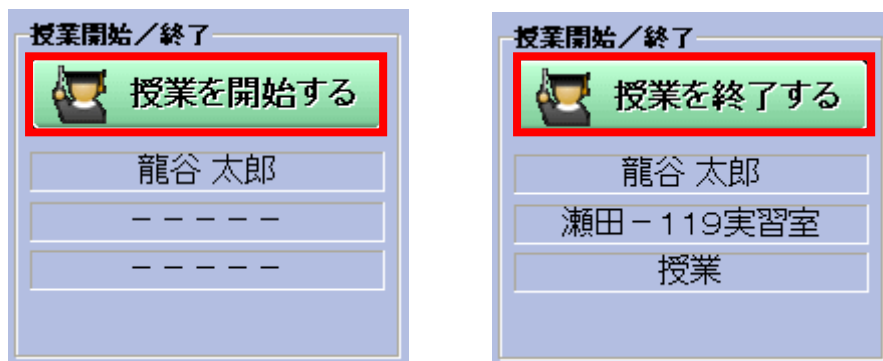 授業開始／終了
授業を開始する
龍谷 太郎
－－－－－
－－－－－
授業開始／終了
授業を終了する
龍谷 太郎
瀬田－119実習室
授業